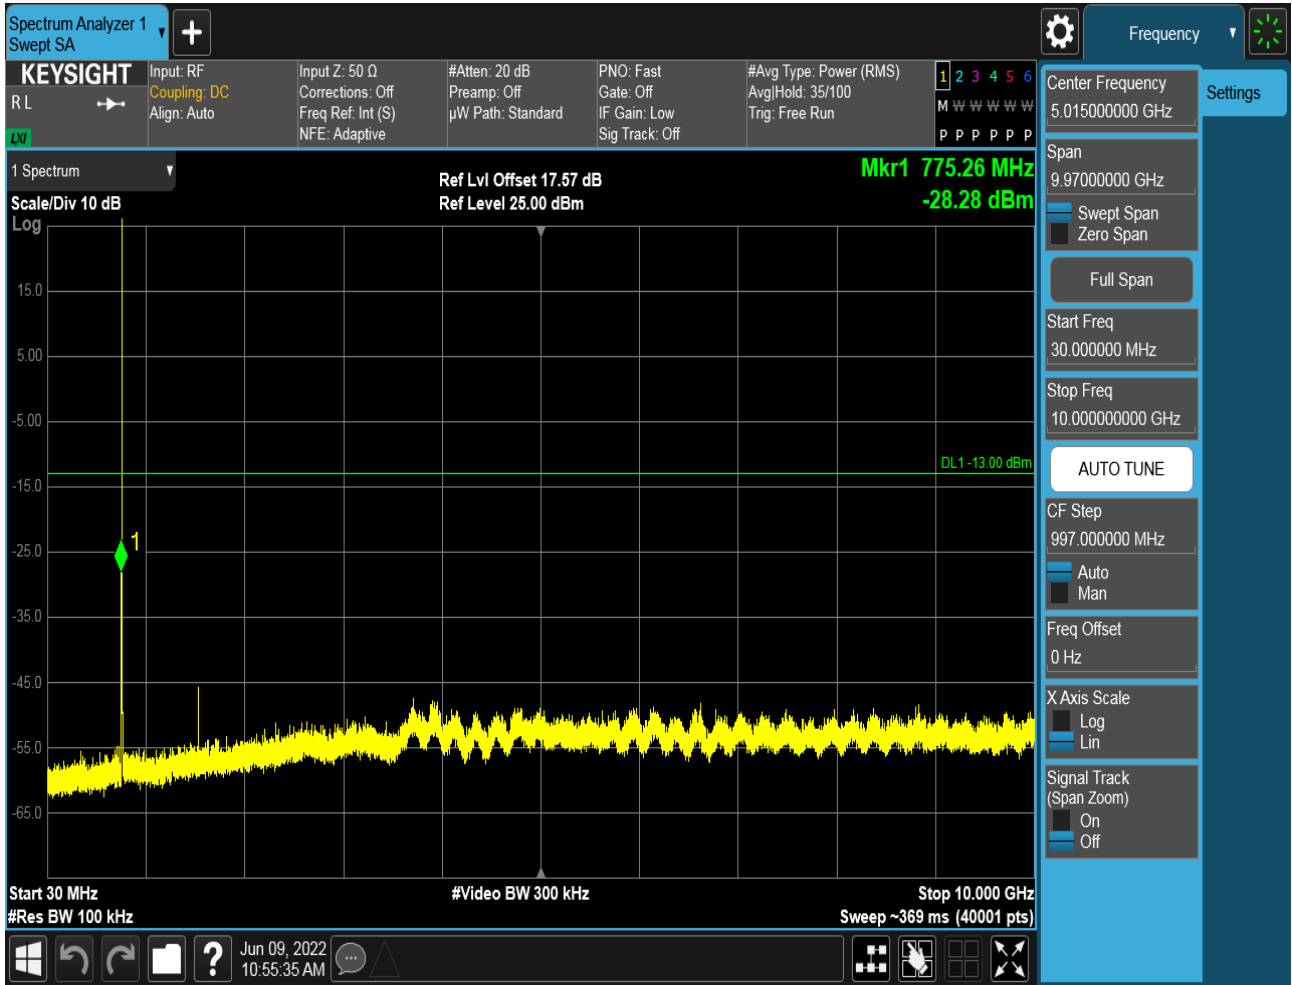 Spectrum Analyzer 1
Swept SA
Frequency
KEYSIGHT
R L
LXI
Input: RF
Coupling: DC
Align: Auto
Input Z: 50 Ω
Corrections: Off
Freq Ref: Int (S)
NFE: Adaptive
#Atten: 20 dB
Preamp: Off
µW Path: Standard
PNO: Fast
Gate: Off
IF Gain: Low
Sig Track: Off
#Avg Type: Power (RMS)
Avg|Hold: 35/100
Trig: Free Run
1 2 3 4 5 6
M W W W W W
P P P P P P
1 Spectrum
Scale/Div 10 dB
Log
Ref Lvl Offset 17.57 dB
Ref Level 25.00 dBm
Mkr1 775.26 MHz
-28.28 dBm
15.0
5.00
-5.00
DL1 -13.00 dBm
-15.0
1
-25.0
-35.0
-45.0
-55.0
-65.0
Start 30 MHz
#Video BW 300 kHz
Stop 10.000 GHz
#Res BW 100 kHz
Sweep ~369 ms (40001 pts)
Jun 09, 2022
10:55:35 AM
Center Frequency
5.015000000 GHz
Settings
Span
9.97000000 GHz
Swept Span
Zero Span
Full Span
Start Freq
30.000000 MHz
Stop Freq
10.000000000 GHz
AUTO TUNE
CF Step
997.000000 MHz
Auto
Man
Freq Offset
0 Hz
X Axis Scale
Log
Lin
Signal Track
(Span Zoom)
On
Off